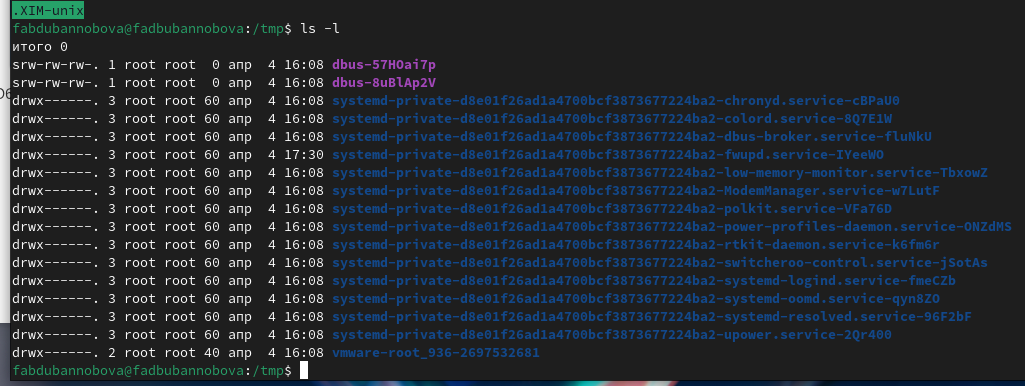 .XIM-unix
fabdubannobova@fadbubannobova:/tmp$ ls -l
итого 0
srw-rw-rw-. 1 root root  0 апр  4 16:08 dbus-57HOai7p
srw-rw-rw-. 1 root root  0 апр  4 16:08 dbus-8uBlAp2V
drwx------. 3 root root 60 апр  4 16:08 systemd-private-d8e01f26ad1a4700bcf3873677224ba2-chronyd.service-cBPaU0
drwx------. 3 root root 60 апр  4 16:08 systemd-private-d8e01f26ad1a4700bcf3873677224ba2-colord.service-8Q7E1W
drwx------. 3 root root 60 апр  4 16:08 systemd-private-d8e01f26ad1a4700bcf3873677224ba2-dbus-broker.service-fluNkU
drwx------. 3 root root 60 апр  4 17:30 systemd-private-d8e01f26ad1a4700bcf3873677224ba2-fwupd.service-IYeeWO
drwx------. 3 root root 60 апр  4 16:08 systemd-private-d8e01f26ad1a4700bcf3873677224ba2-low-memory-monitor.service-TbxowZ
drwx------. 3 root root 60 апр  4 16:08 systemd-private-d8e01f26ad1a4700bcf3873677224ba2-ModemManager.service-w7LutF
drwx------. 3 root root 60 апр  4 16:08 systemd-private-d8e01f26ad1a4700bcf3873677224ba2-polkit.service-VFa76D
drwx------. 3 root root 60 апр  4 16:08 systemd-private-d8e01f26ad1a4700bcf3873677224ba2-power-profiles-daemon.service-ONZdMS
drwx------. 3 root root 60 апр  4 16:08 systemd-private-d8e01f26ad1a4700bcf3873677224ba2-rtkit-daemon.service-k6fm6r
drwx------. 3 root root 60 апр  4 16:08 systemd-private-d8e01f26ad1a4700bcf3873677224ba2-switcheroo-control.service-jSotAs
drwx------. 3 root root 60 апр  4 16:08 systemd-private-d8e01f26ad1a4700bcf3873677224ba2-systemd-logind.service-fmeCZb
drwx------. 3 root root 60 апр  4 16:08 systemd-private-d8e01f26ad1a4700bcf3873677224ba2-systemd-oomd.service-qyn8ZO
drwx------. 3 root root 60 апр  4 16:08 systemd-private-d8e01f26ad1a4700bcf3873677224ba2-systemd-resolved.service-96F2bF
drwx------. 3 root root 60 апр  4 16:08 systemd-private-d8e01f26ad1a4700bcf3873677224ba2-upower.service-2Qr400
drwx------. 2 root root 40 апр  4 16:08 vmware-root_936-2697532681
fabdubannobova@fadbubannobova:/tmp$